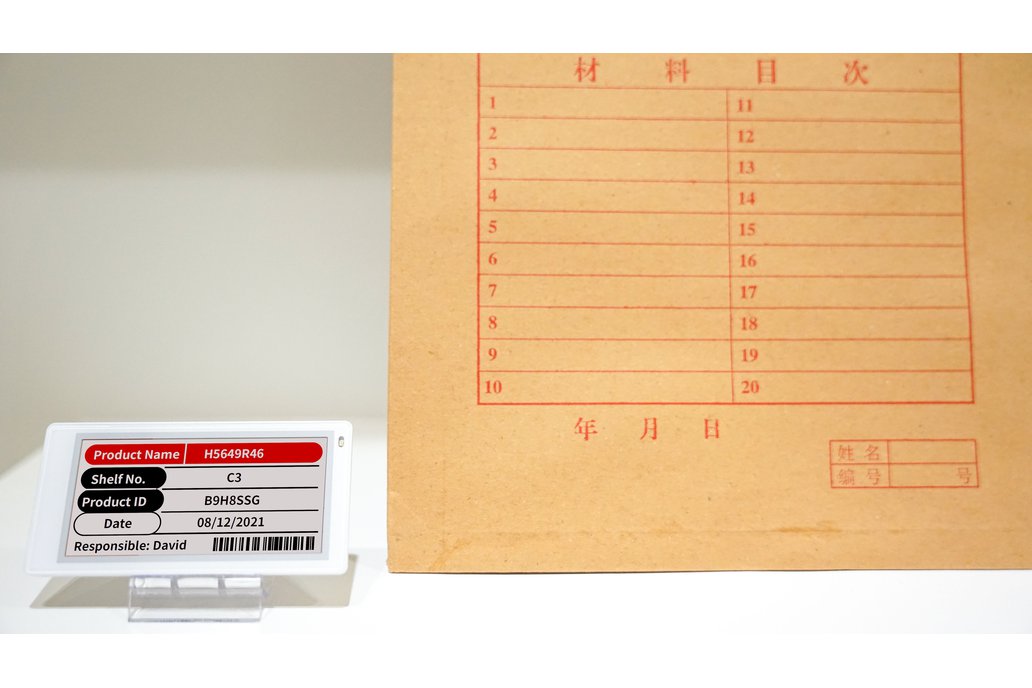 Product Name H5649R46
Shelf No. C3
Product ID B9H8SSG
Date 08/12/2021
Responsible: David
材料目次
1 11
2 12
3 13
4 14
5 15
6 16
7 17
8 18
9 19
10 20
年 月 日
姓名
编号 号